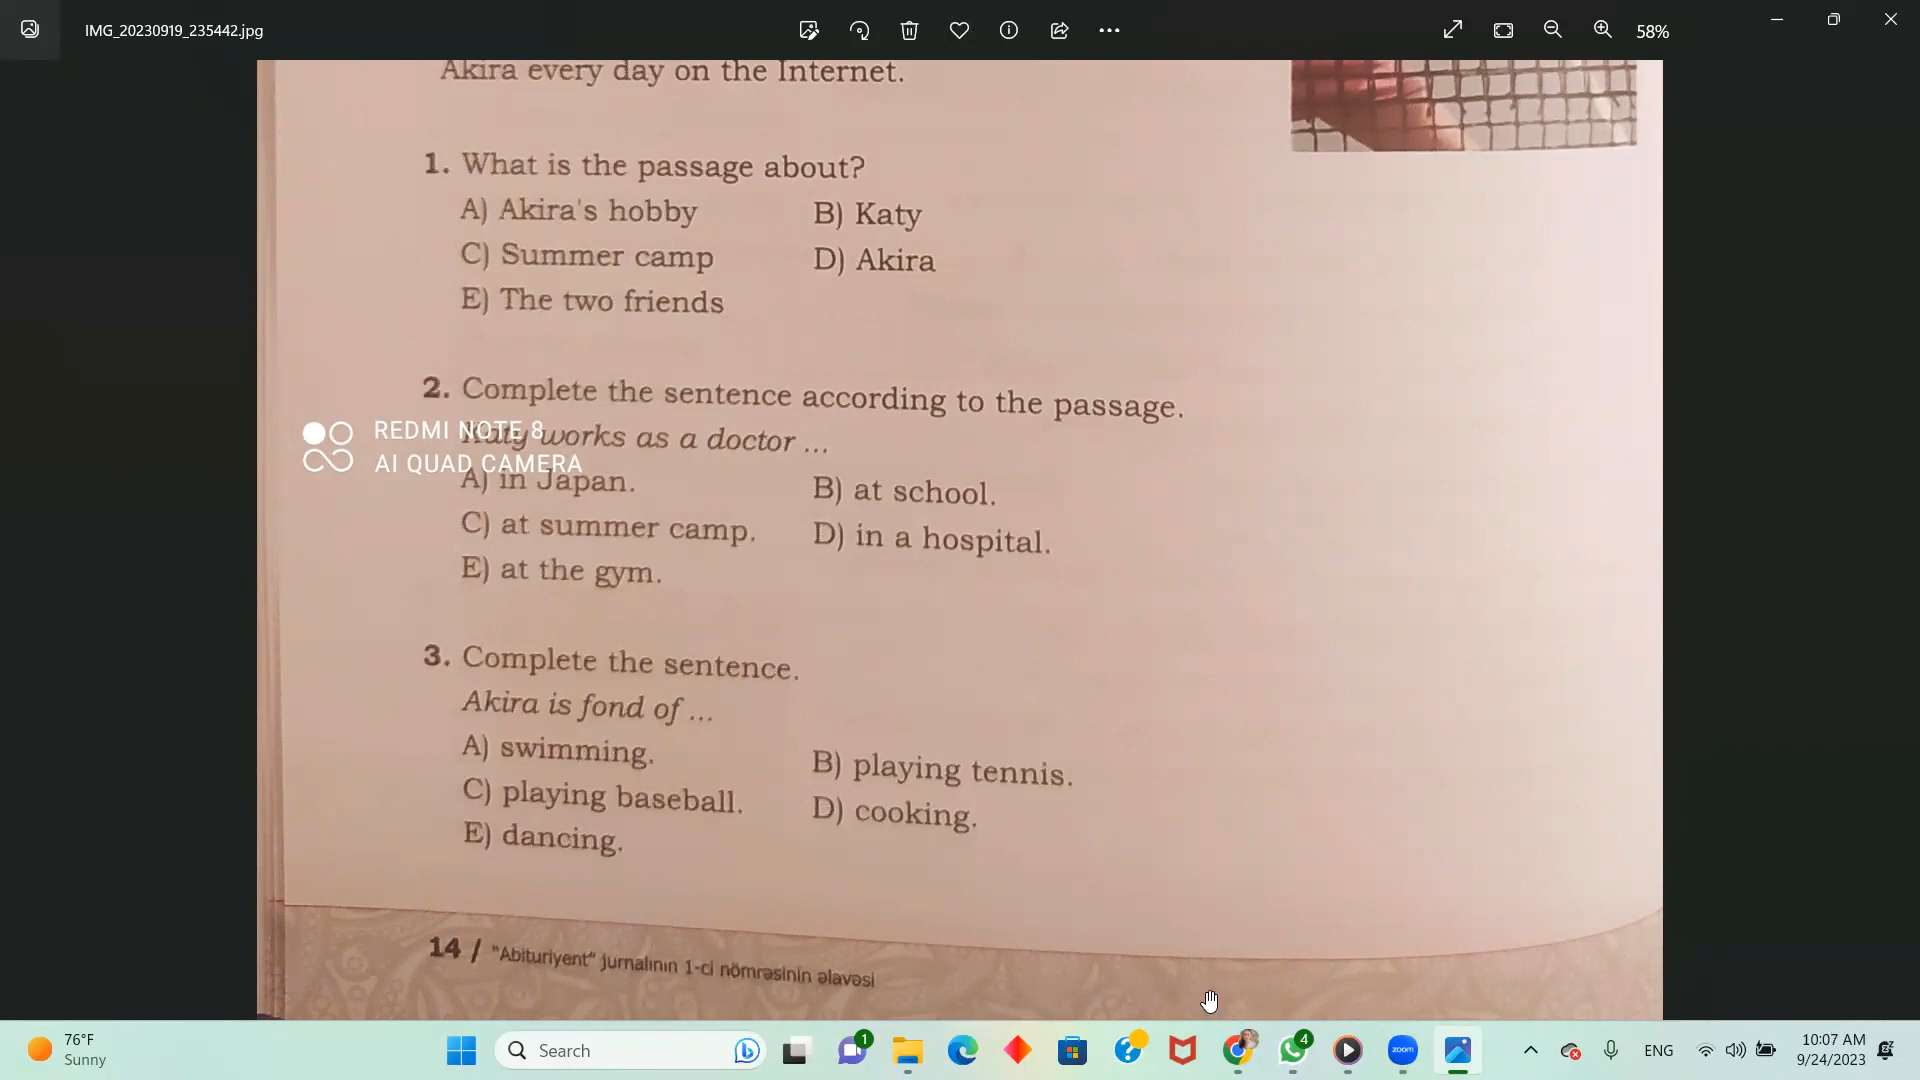 IMG_20230919_235442.jpg
58%
Akira every day on the Internet.
1. What is the passage about?
A) Akira's hobby B) Katy
C) Summer camp D) Akira
E) The two friends
2. Complete the sentence according to the passage.
REDMI NOTE 8
Katy works as a doctor ...
AI QUAD CAMERA
A) in Japan. B) at school.
C) at summer camp. D) in a hospital.
E) at the gym.
3. Complete the sentence.
Akira is fond of ...
A) swimming. B) playing tennis.
C) playing baseball. D) cooking.
E) dancing.
14 / "Abituriyent" jurnalının 1-ci nömrəsinin əlavəsi
76°F
Sunny
Search
1
4
zoom
ENG
10:07 AM
9/24/2023